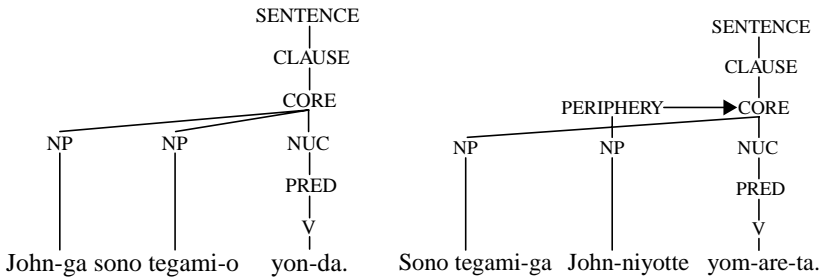 SENTENCE
CLAUSE
CORE
NP NP NUC
PRED
V
John-ga sono tegami-o yon-da.
SENTENCE
CLAUSE
PERIPHERY CORE
NP NP NUC
PRED
V
Sono tegami-ga John-niyotte yom-are-ta.